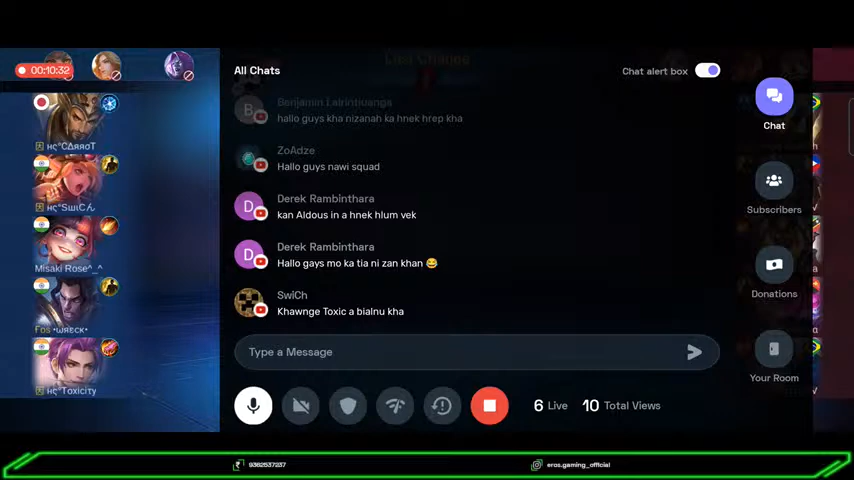 00:10:32
All Chats
Chat alert box
Benjamin Lalrintluanga
hallo guys kha nizanah ka hnek hrep kha
ZoAdze
Hallo guys nawi squad
Derek Rambinthara
kan Aldous in a hnek hlum vek
Derek Rambinthara
Hallo gays mo ka tia ni zan khan 😂
SwiCh
Khawnge Toxic a bialnu kha
Type a Message
6 Live
10 Total Views
Chat
Subscribers
Donations
Your Room
Misaki Rose^_^
9362537237
eros.gaming_official